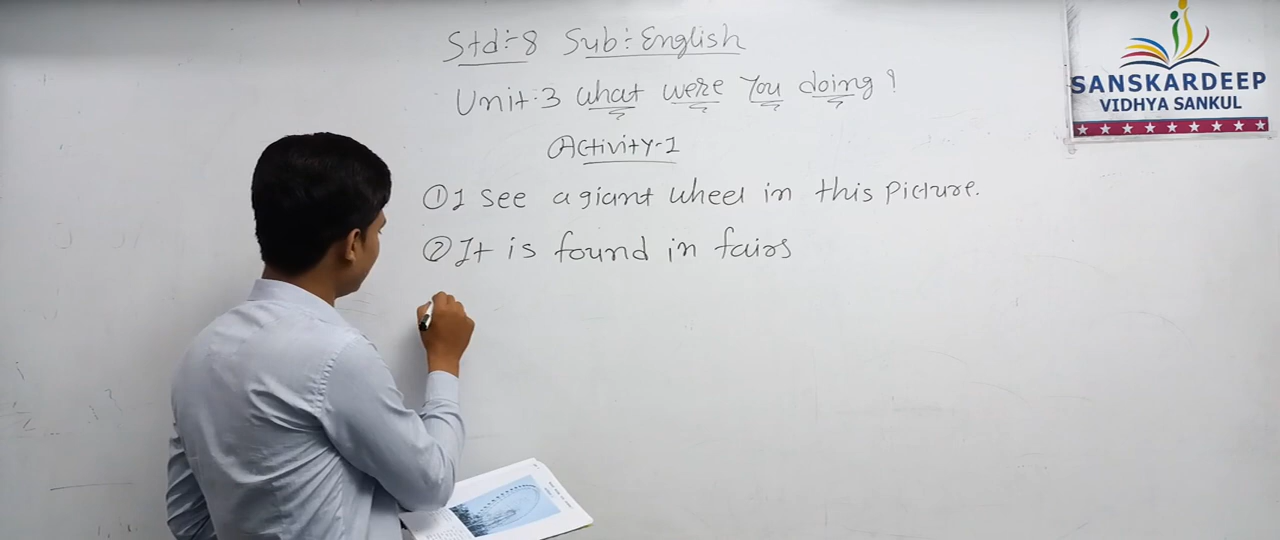 Std:-8 Sub:-English
Unit:3 what were you doing?
Activity-1
① I see a giant wheel in this picture.
② It is found in fairs
SANSKARDEEP
VIDHYA SANKUL